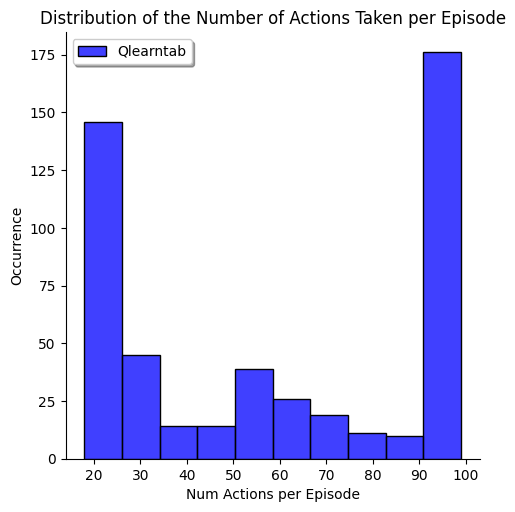 Distribution of the Number of Actions Taken per Episode
Qlearntab
175
150
125
100
75
50
25
0
Occurrence
20 30 40 50 60 70 80 90 100
Num Actions per Episode